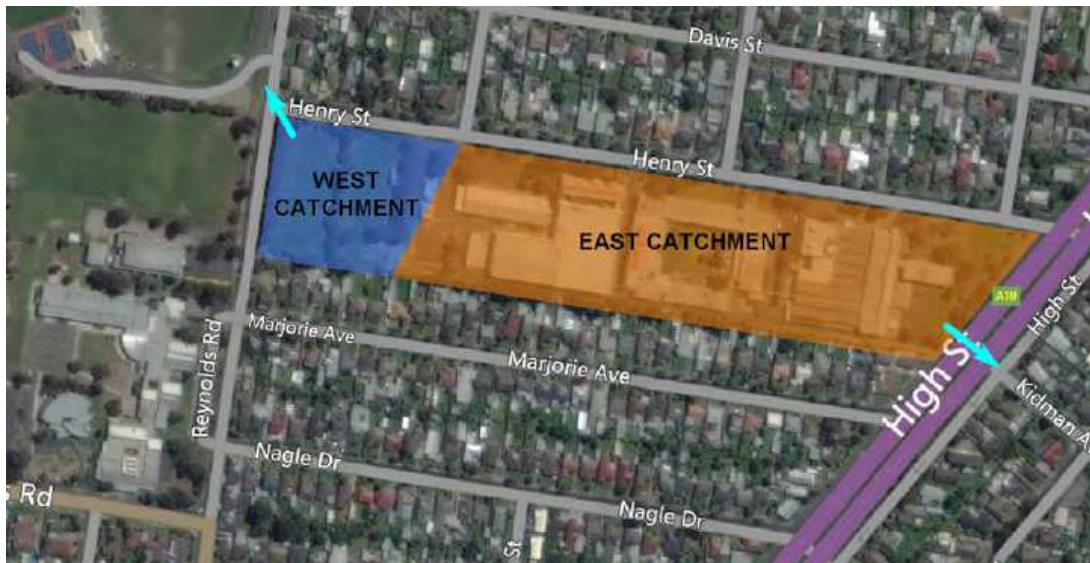 Davis St
Henry St
Henry St
WEST
CATCHMENT
EAST CATCHMENT
A10
High St
High St
Marjorie Ave
Marjorie Ave
Reynolds Rd
Kidman A
Nagle Dr
s Rd
Nagle Dr
St